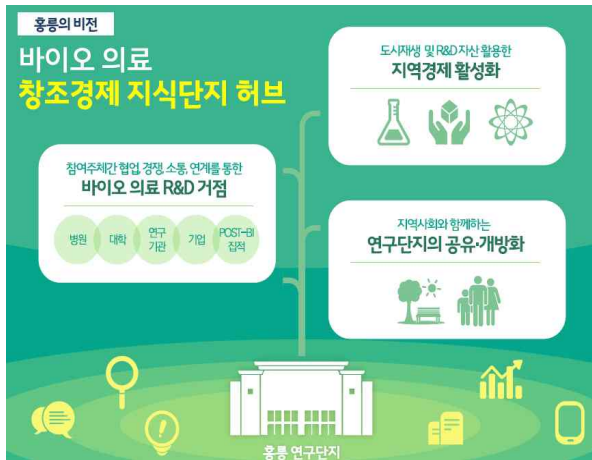 홍릉의 비전
바이오 의료
창조경제 지식단지 허브
도시재생 및 R&D 자산 활용한
지역경제 활성화
참여주체간 협업, 경쟁, 소통, 연계를 통한
바이오 의료 R&D 거점
병원
대학
연구
기관
기업
POST-BI
집적
지역사회와 함께하는
연구단지의 공유·개방화
홍릉 연구단지